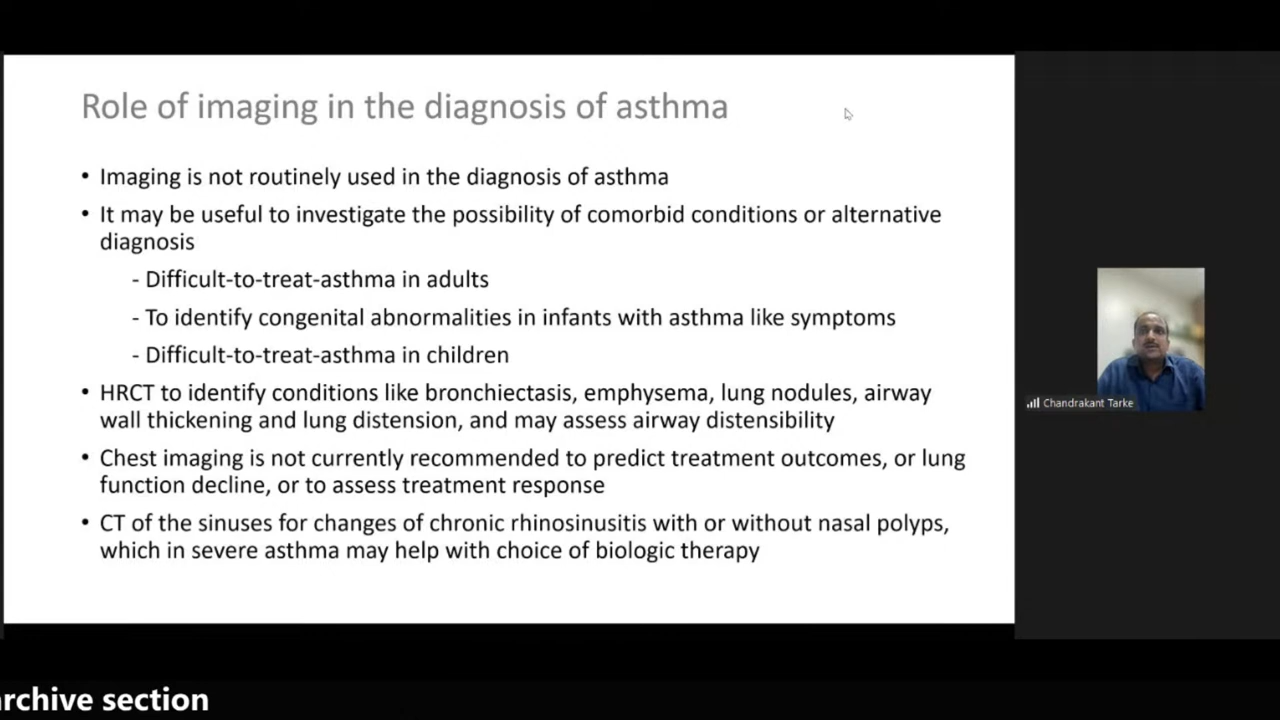 Role of imaging in the diagnosis of asthma
• Imaging is not routinely used in the diagnosis of asthma
• It may be useful to investigate the possibility of comorbid conditions or alternative
diagnosis
- Difficult-to-treat-asthma in adults
- To identify congenital abnormalities in infants with asthma like symptoms
- Difficult-to-treat-asthma in children
• HRCT to identify conditions like bronchiectasis, emphysema, lung nodules, airway
wall thickening and lung distension, and may assess airway distensibility
• Chest imaging is not currently recommended to predict treatment outcomes, or lung
function decline, or to assess treatment response
• CT of the sinuses for changes of chronic rhinosinusitis with or without nasal polyps,
which in severe asthma may help with choice of biologic therapy
Chandrakant Tarke
archive section